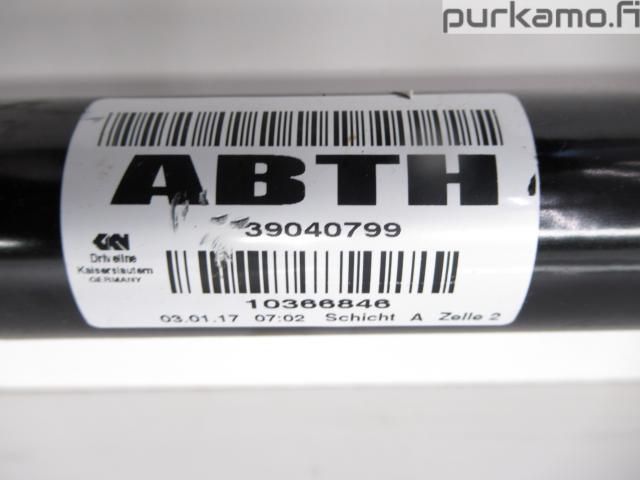 purkamo.fi
ABTH
39040799
GKN
Driveline
Kaiserslautern
GERMANY
10366846
03.01.17 07:02 Schicht A Zelle 2